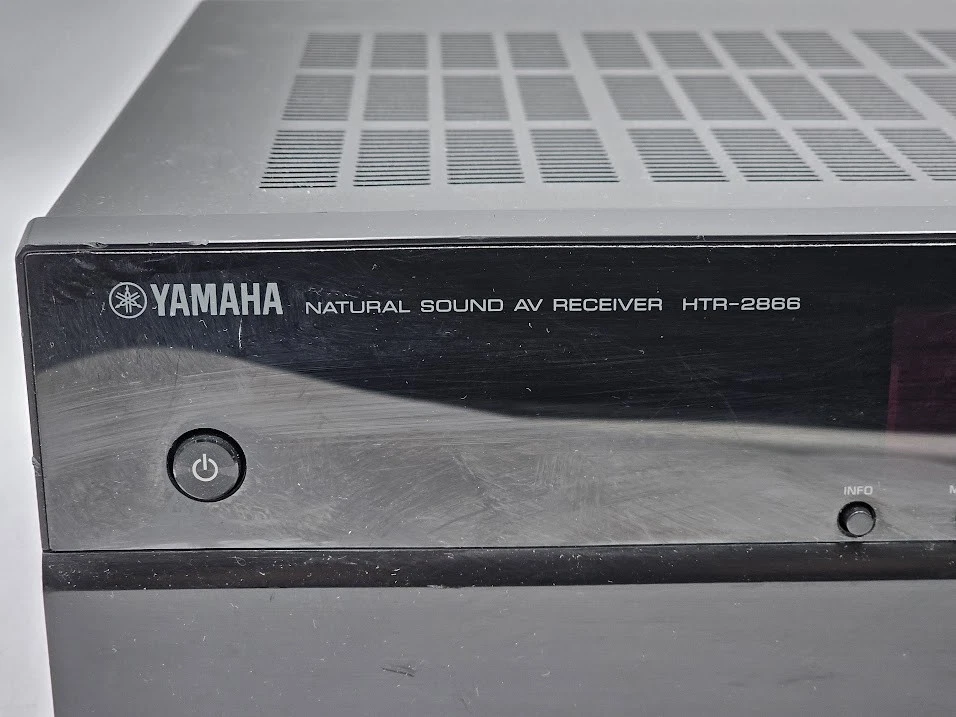 YAMAHA NATURAL SOUND AV RECEIVER HTR-2866
INFO
M